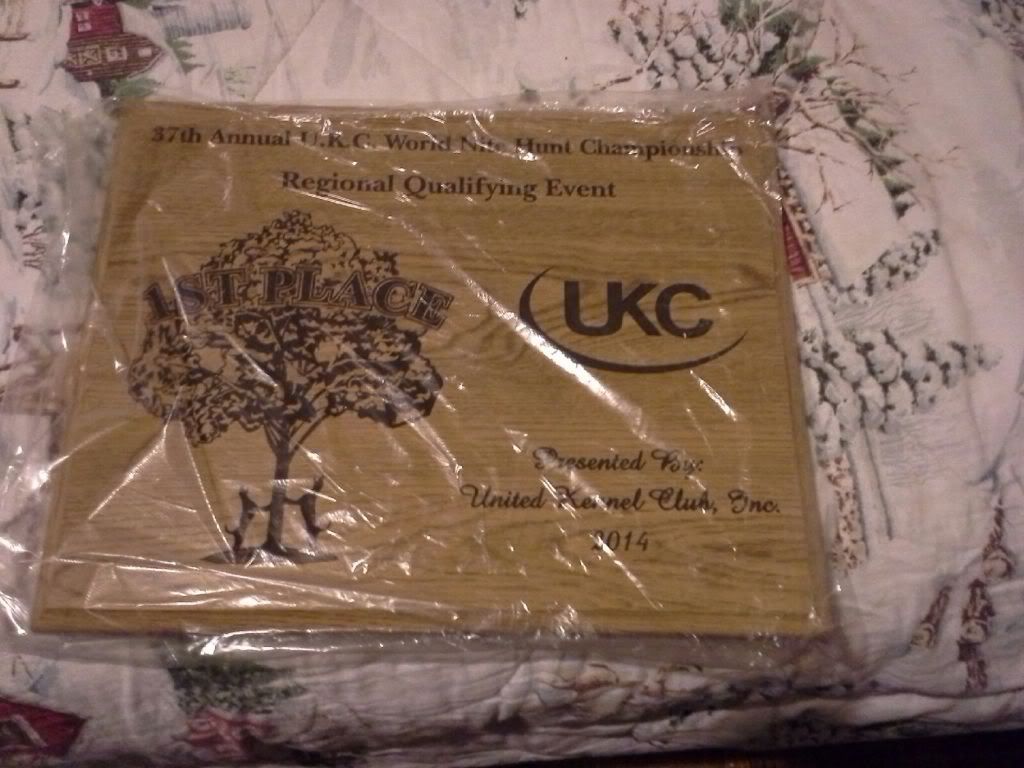 37th Annual U.K.C. World Nite Hunt Championship
Regional Qualifying Event
1ST PLACE
UKC
Presented By:
United Kennel Club, Inc.
2014